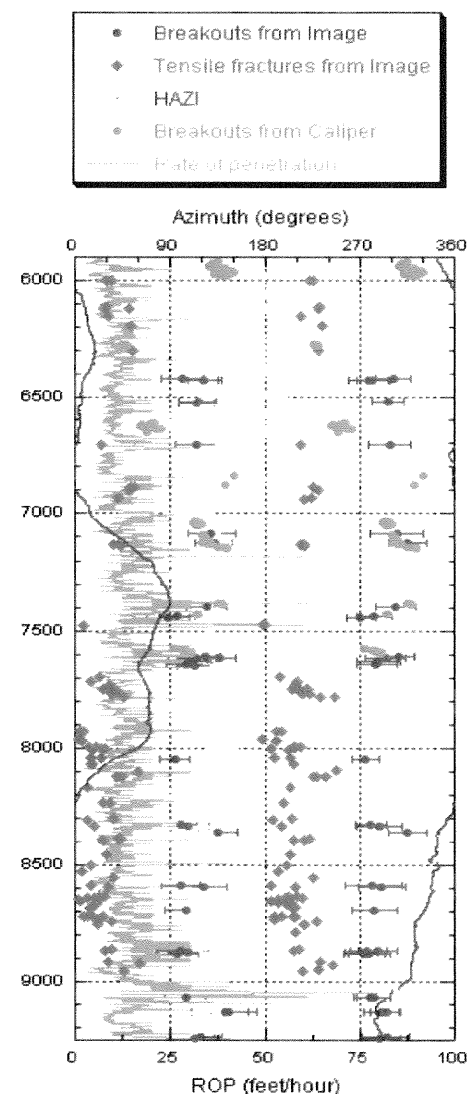 Breakouts from Image
Tensile fractures from Image
HAZI
Breakouts from Caliper
Rate of penetration
Azimuth (degrees)
0 90 180 270 360
6000
6500
7000
7500
8000
8500
9000
0 25 50 75 100
ROP (feet/hour)